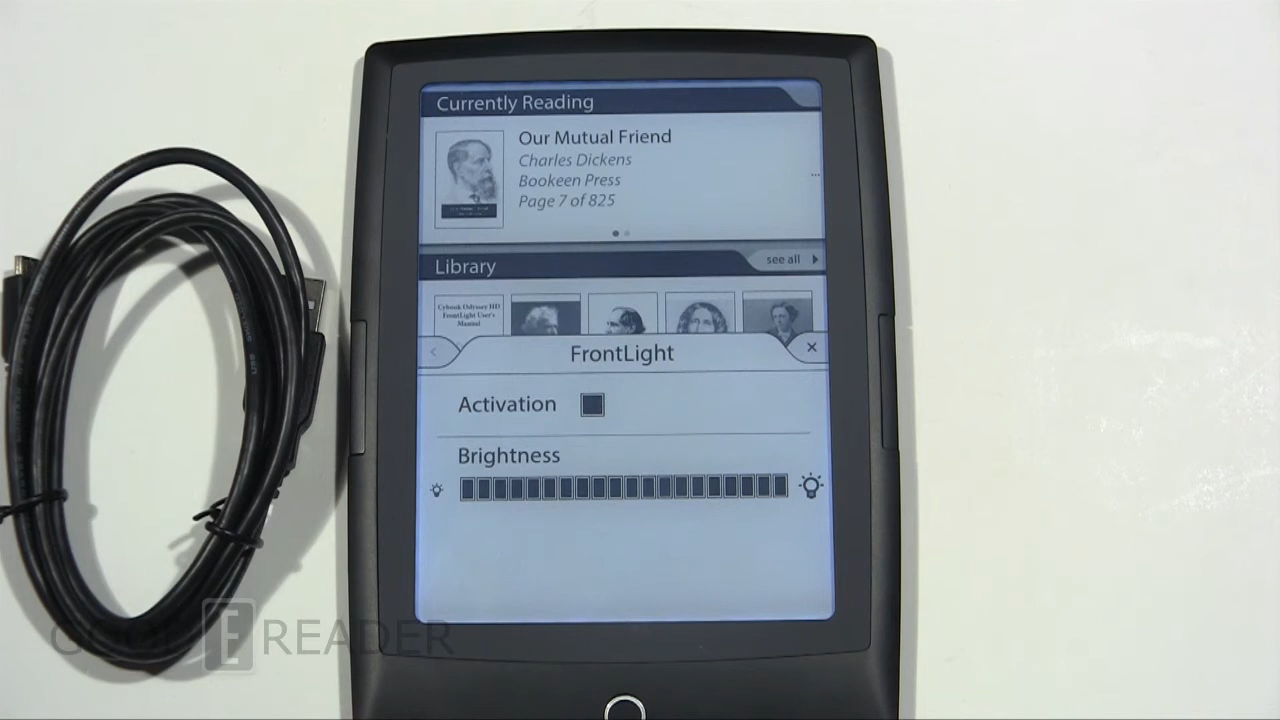 Currently Reading
Our Mutual Friend
Charles Dickens
Bookeen Press
Page 7 of 825
Library
see all
Cybook Odyssey HD
FrontLight User's
Manual
FrontLight
Activation
Brightness
GOOD E READER